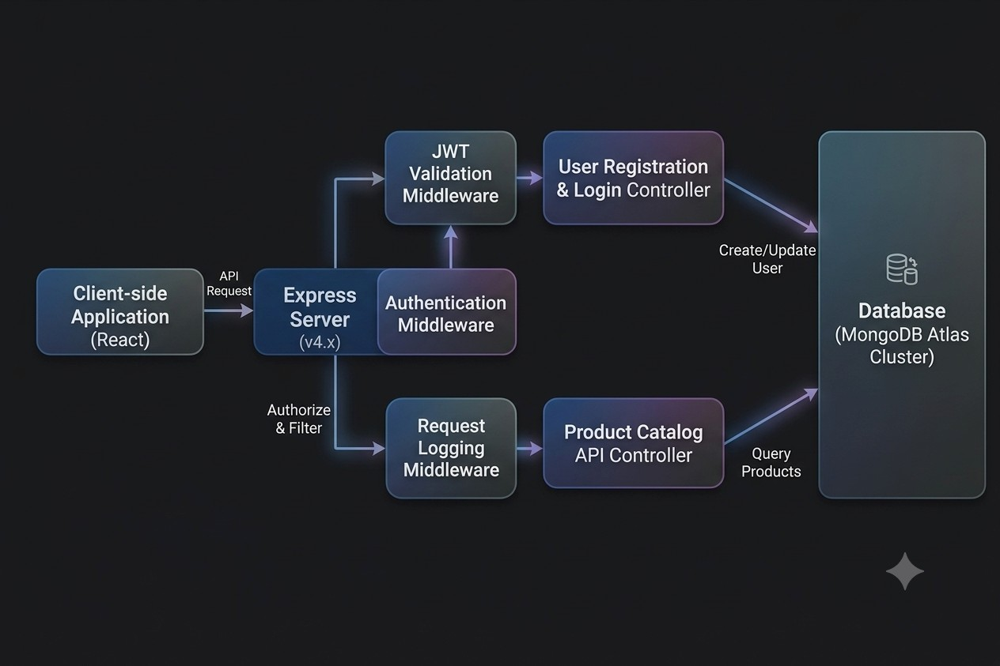 JWT
Validation
Middleware
User Registration
& Login Controller
Create/Update
User
Client-side
Application
(React)
API
Request
Express
Server
(v4.x)
Authentication
Middleware
Database
(MongoDB Atlas
Cluster)
Authorize
& Filter
Request
Logging
Middleware
Product Catalog
API Controller
Query
Products